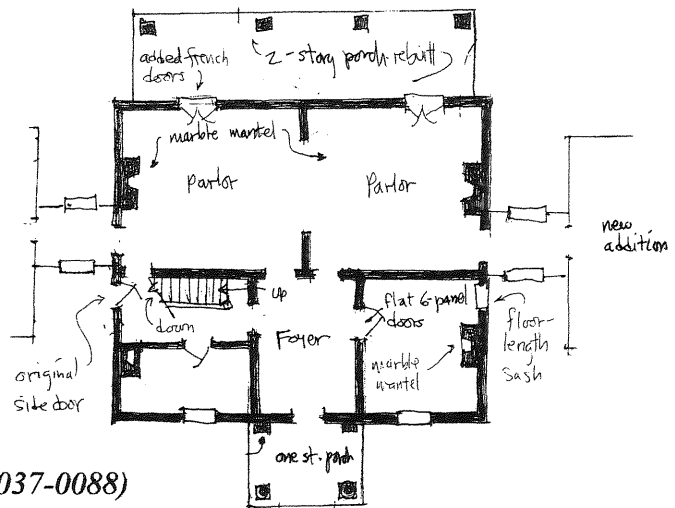 added french
doors
2-story porch rebuilt
marble mantel
Parlor
Parlor
new
addition
up
down
flat 6-panel
doors
Foyer
floor-
length
sash
marble
mantel
original
side door
one st. porch
037-0088)